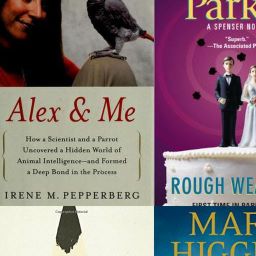 Alex & Me
How a Scientist and a Parrot
Uncovered a Hidden World of
Animal Intelligence—and Formed
a Deep Bond in the Process
IRENE M. PEPPERBERG
Park
A SPENSER NO
"Superb."
—The Associated P
ROUGH WEA
FIRST TIME IN PAP
MAR
HIGG